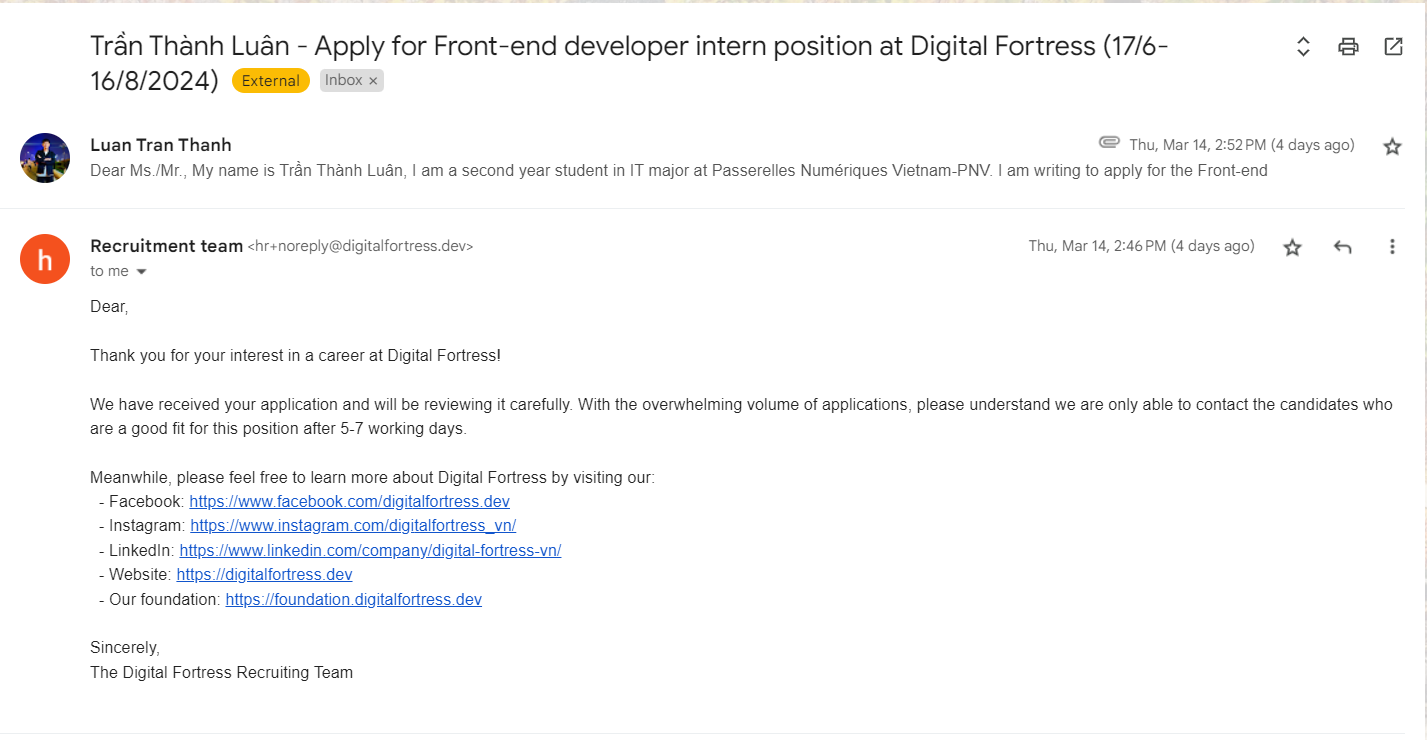 Trần Thành Luân - Apply for Front-end developer intern position at Digital Fortress (17/6-
16/8/2024) External Inbox ×
Luan Tran Thanh Thu, Mar 14, 2:52 PM (4 days ago)
Dear Ms./Mr., My name is Trần Thành Luân, I am a second year student in IT major at Passerelles Numériques Vietnam-PNV. I am writing to apply for the Front-end
h
Recruitment team <hr+noreply@digitalfortress.dev> Thu, Mar 14, 2:46 PM (4 days ago)
to me
Dear,
Thank you for your interest in a career at Digital Fortress!
We have received your application and will be reviewing it carefully. With the overwhelming volume of applications, please understand we are only able to contact the candidates who
are a good fit for this position after 5-7 working days.
Meanwhile, please feel free to learn more about Digital Fortress by visiting our:
- Facebook: https://www.facebook.com/digitalfortress.dev
- Instagram: https://www.instagram.com/digitalfortress_vn/
- LinkedIn: https://www.linkedin.com/company/digital-fortress-vn/
- Website: https://digitalfortress.dev
- Our foundation: https://foundation.digitalfortress.dev
Sincerely,
The Digital Fortress Recruiting Team